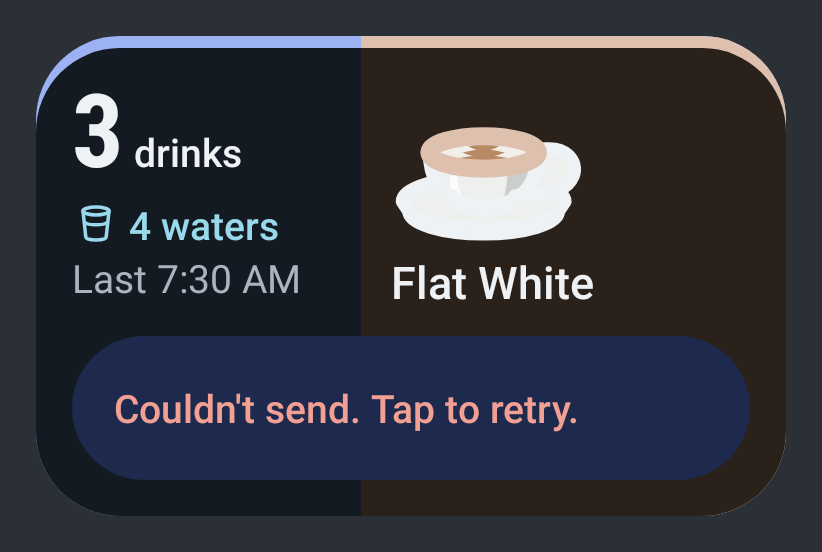 3 drinks
4 waters
Last 7:30 AM
Flat White
Couldn't send. Tap to retry.